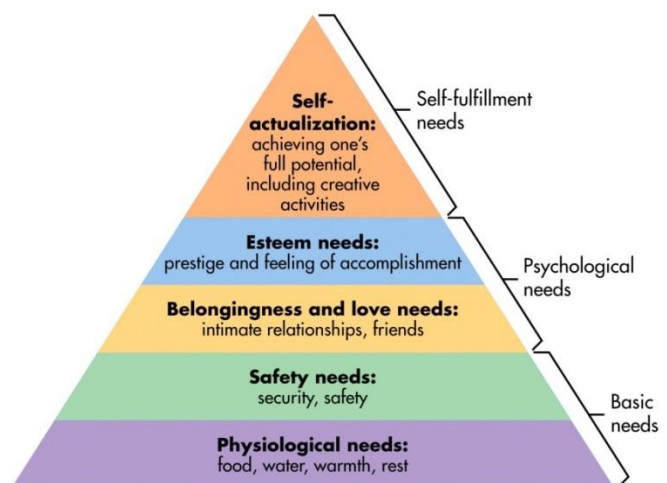 Self-
actualization:
achieving one's
full potential,
including creative
activities
Self-fulfillment
needs
Esteem needs:
prestige and feeling of accomplishment
Psychological
needs
Belongingness and love needs:
intimate relationships, friends
Safety needs:
security, safety
Basic
needs
Physiological needs:
food, water, warmth, rest